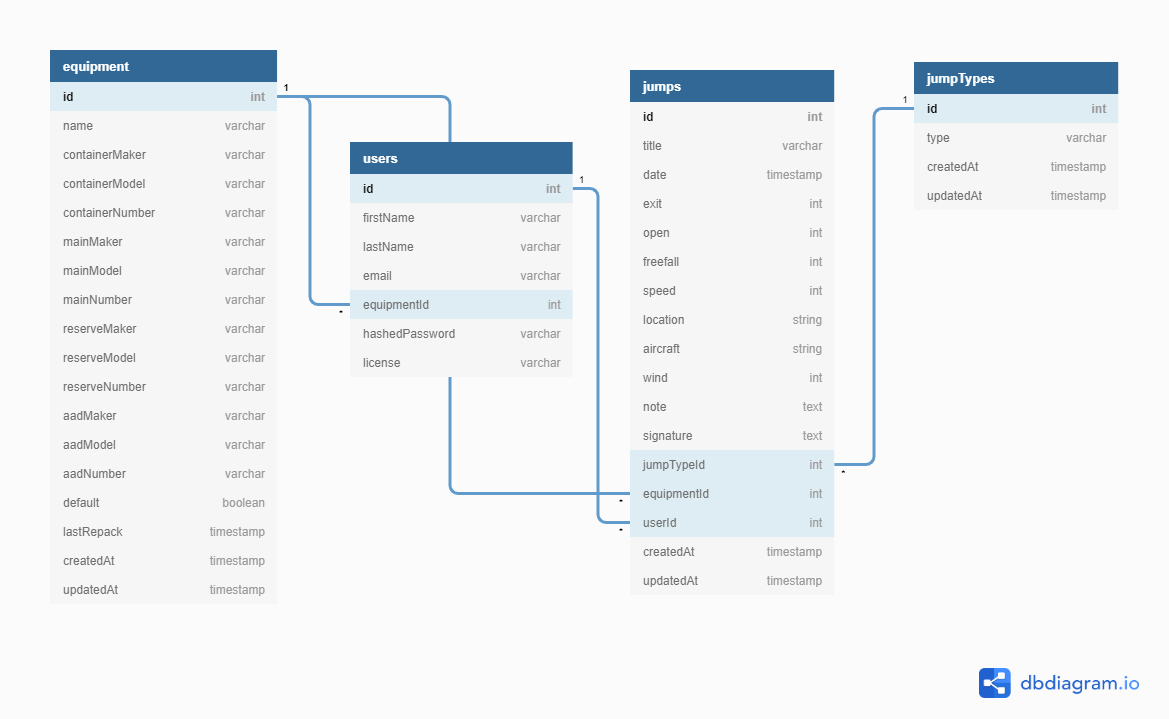 equipment
id int
name varchar
containerMaker varchar
containerModel varchar
containerNumber varchar
mainMaker varchar
mainModel varchar
mainNumber varchar
reserveMaker varchar
reserveModel varchar
reserveNumber varchar
aadMaker varchar
aadModel varchar
aadNumber varchar
default boolean
lastRepack timestamp
createdAt timestamp
updatedAt timestamp
1
*
users
id int
firstName varchar
lastName varchar
email varchar
equipmentId int
hashedPassword varchar
license varchar
1
*
*
jumps
id int
title varchar
date timestamp
exit int
open int
freefall int
speed int
location string
aircraft string
wind int
note text
signature text
jumpTypeId int
equipmentId int
userId int
createdAt timestamp
updatedAt timestamp
1
*
jumpTypes
id int
type varchar
createdAt timestamp
updatedAt timestamp
dbdiagram.io